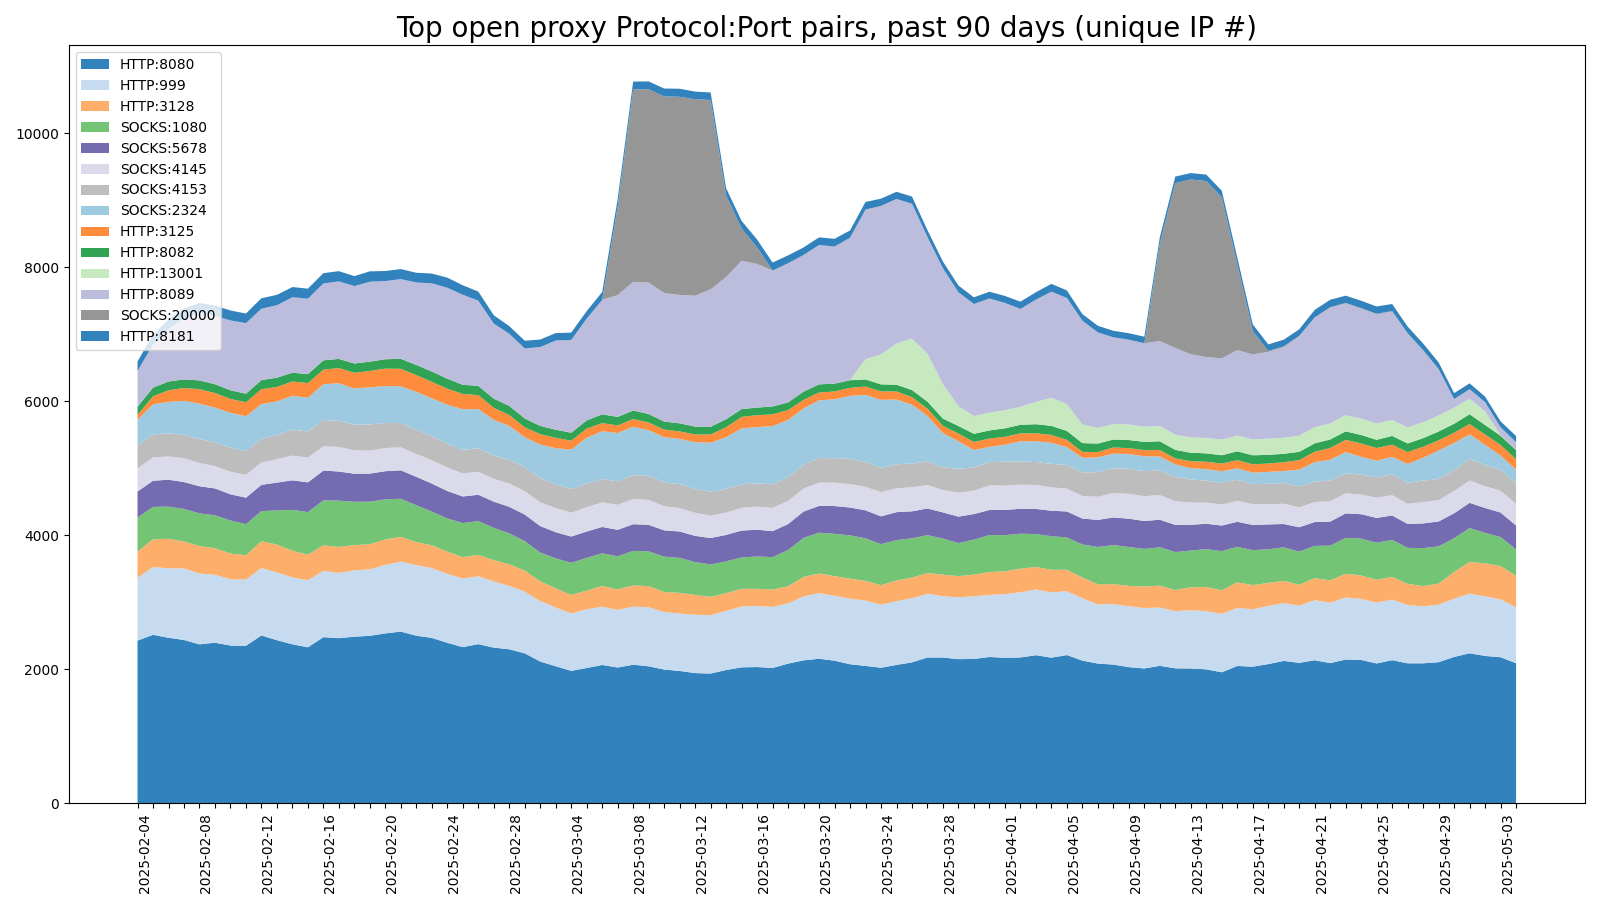 Top open proxy Protocol:Port pairs, past 90 days (unique IP #)
HTTP:8080
HTTP:999
HTTP:3128
SOCKS:1080
SOCKS:5678
SOCKS:4145
SOCKS:4153
SOCKS:2324
HTTP:3125
HTTP:8082
HTTP:13001
HTTP:8089
SOCKS:20000
HTTP:8181
10000
8000
6000
4000
2000
0
2025-02-04
2025-02-08
2025-02-12
2025-02-16
2025-02-20
2025-02-24
2025-02-28
2025-03-04
2025-03-08
2025-03-12
2025-03-16
2025-03-20
2025-03-24
2025-03-28
2025-04-01
2025-04-05
2025-04-09
2025-04-13
2025-04-17
2025-04-21
2025-04-25
2025-04-29
2025-05-03